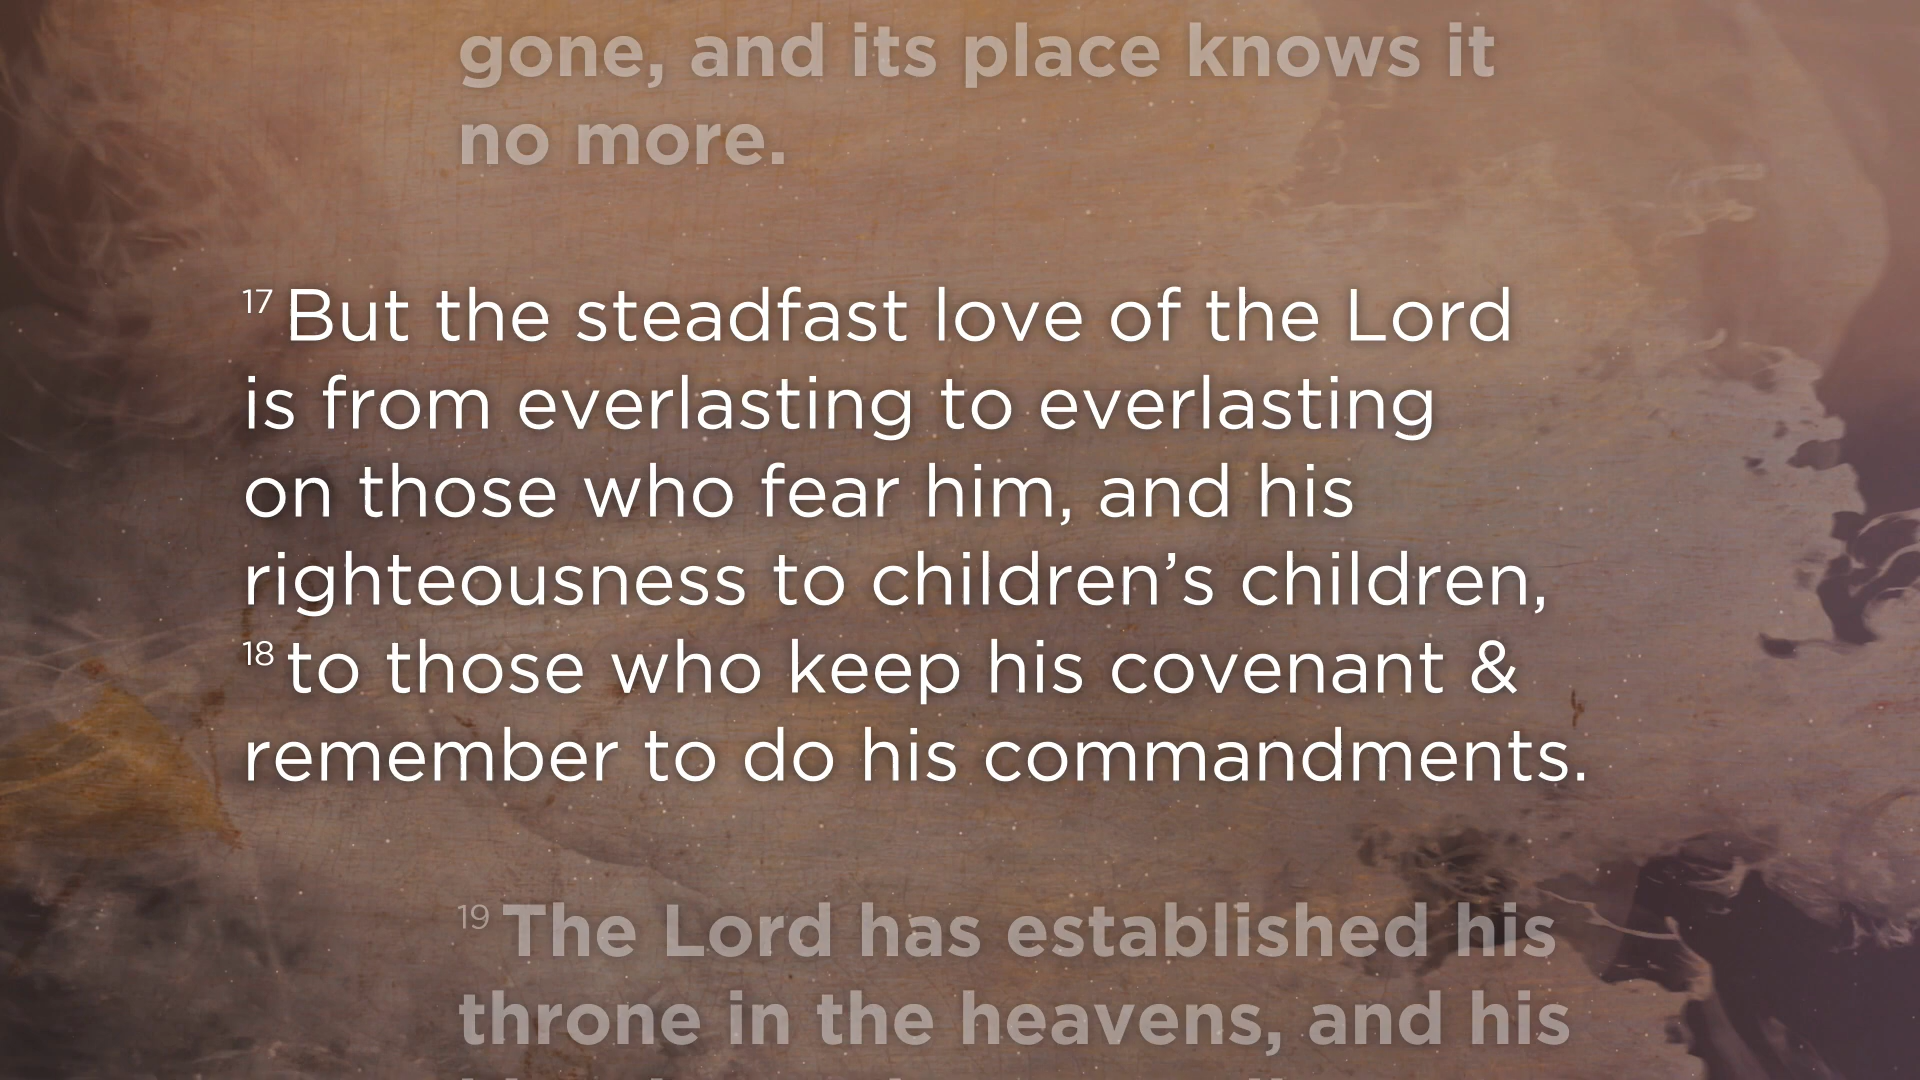 gone, and its place knows it
no more.
17 But the steadfast love of the Lord
is from everlasting to everlasting
on those who fear him, and his
righteousness to children’s children,
18 to those who keep his covenant &
remember to do his commandments.
19 The Lord has established his
throne in the heavens, and his